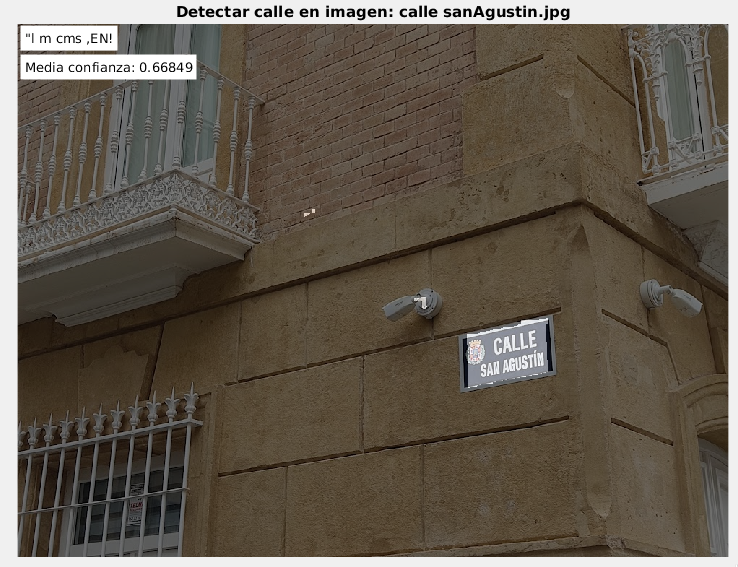 Detectar calle en imagen: calle sanAgustin.jpg
"l m cms ,EN!
Media confianza: 0.66849
CALLE
SAN AGUSTÍN